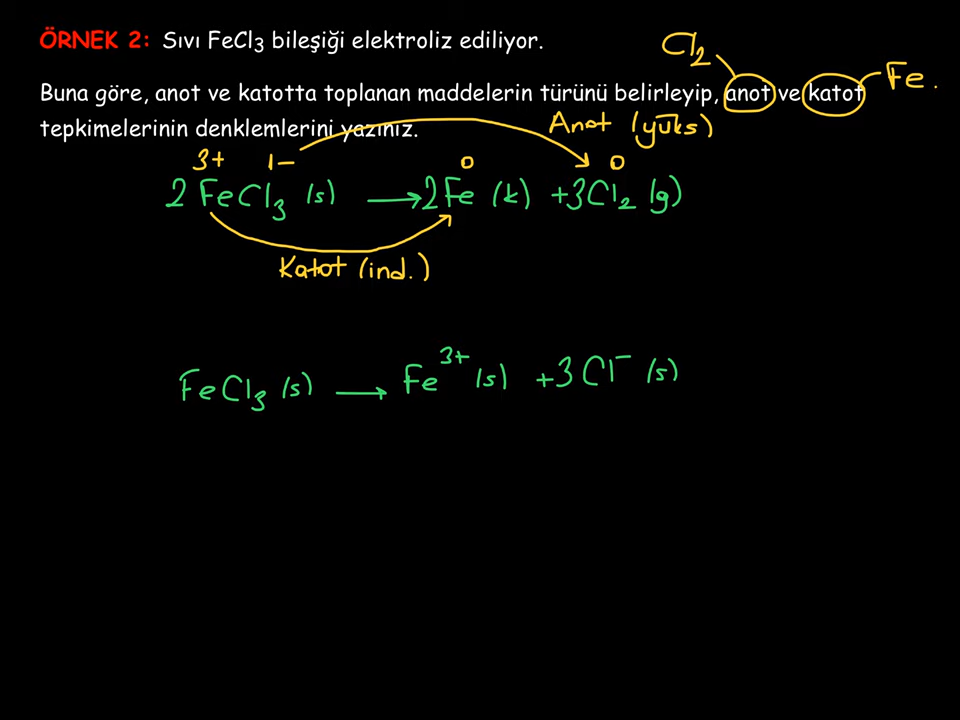 ÖRNEK 2: Sıvı FeCl3 bileşiği elektroliz ediliyor.
Cl2
Fe.
Buna göre, anot ve katotta toplanan maddelerin türünü belirleyip, anot ve katot
tepkimelerinin denklemlerini yazınız.
Anot (yüks)
3+ 1- 0 0
2 FeCl3 (s) → 2Fe (k) + 3Cl2 (g)
Katot (ind.)
FeCl3 (s) → Fe3+ (s) + 3Cl- (s)